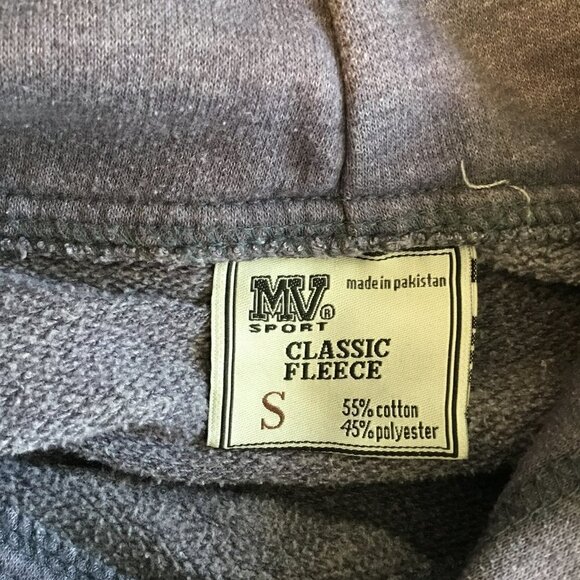 MV®
SPORT
made in pakistan
CLASSIC
FLEECE
S
55% cotton
45% polyester